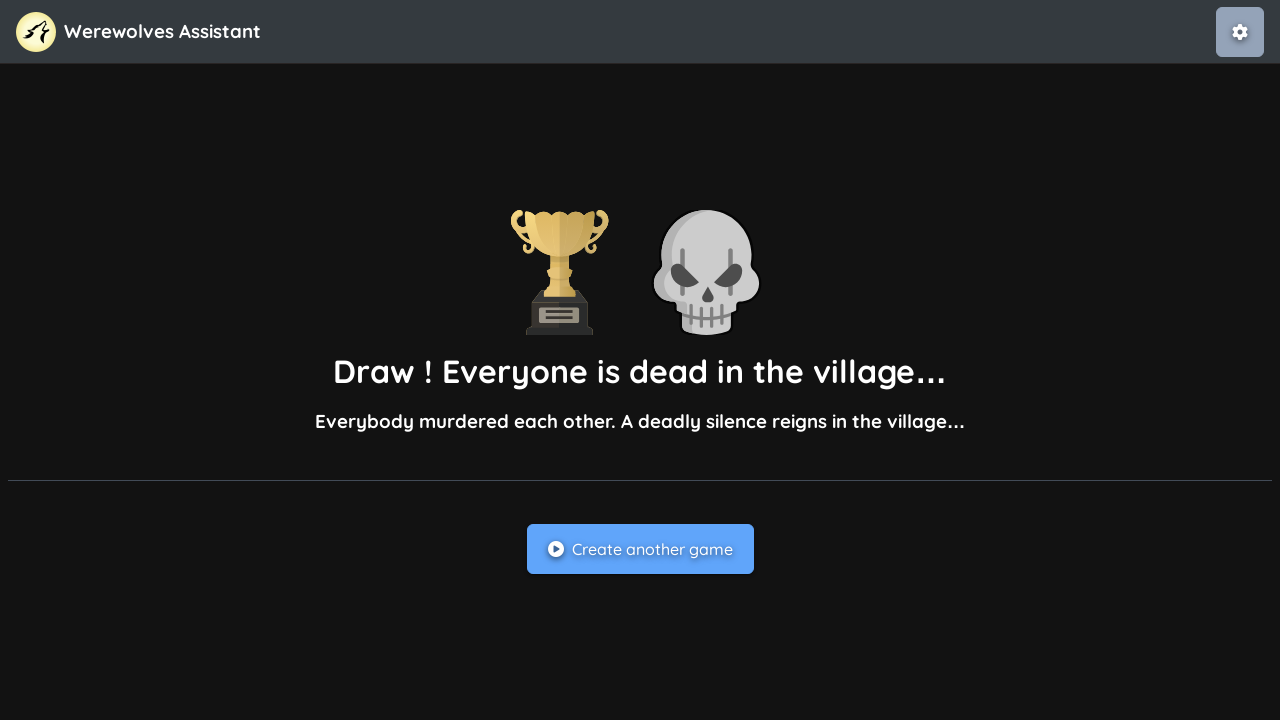 Werewolves Assistant
Draw ! Everyone is dead in the village...
Everybody murdered each other. A deadly silence reigns in the village...
Create another game